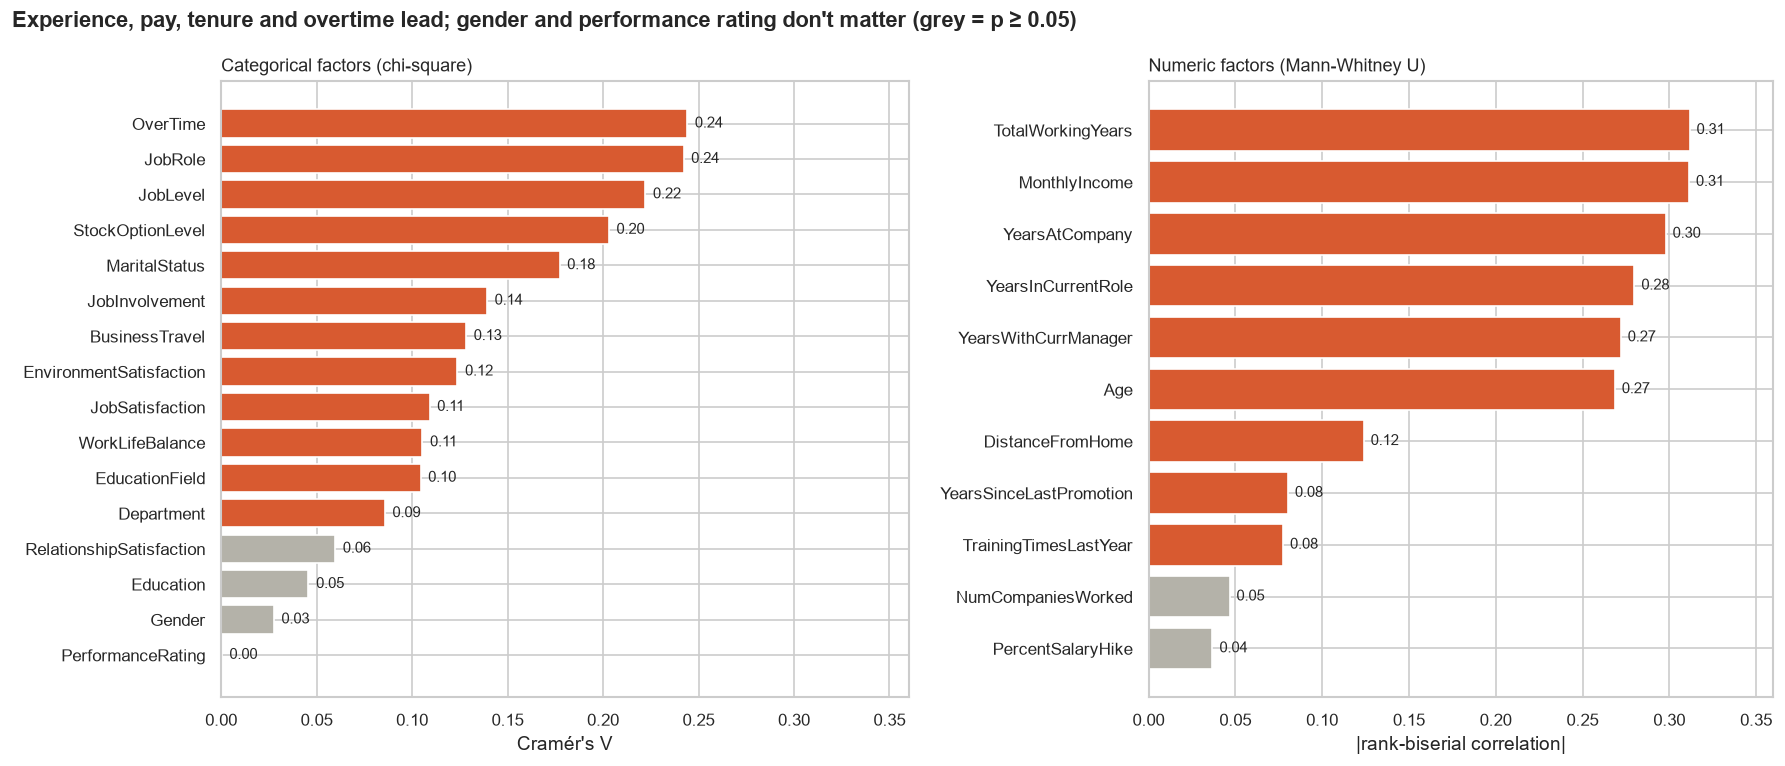 Experience, pay, tenure and overtime lead; gender and performance rating don't matter (grey = p ≥ 0.05)
Categorical factors (chi-square)
OverTime 0.24
JobRole 0.24
JobLevel 0.22
StockOptionLevel 0.20
MaritalStatus 0.18
JobInvolvement 0.14
BusinessTravel 0.13
EnvironmentSatisfaction 0.12
JobSatisfaction 0.11
WorkLifeBalance 0.11
EducationField 0.10
Department 0.09
RelationshipSatisfaction 0.06
Education 0.05
Gender 0.03
PerformanceRating 0.00
0.00 0.05 0.10 0.15 0.20 0.25 0.30 0.35
Cramér's V
Numeric factors (Mann-Whitney U)
TotalWorkingYears 0.31
MonthlyIncome 0.31
YearsAtCompany 0.30
YearsInCurrentRole 0.28
YearsWithCurrManager 0.27
Age 0.27
DistanceFromHome 0.12
YearsSinceLastPromotion 0.08
TrainingTimesLastYear 0.08
NumCompaniesWorked 0.05
PercentSalaryHike 0.04
0.00 0.05 0.10 0.15 0.20 0.25 0.30 0.35
|rank-biserial correlation|